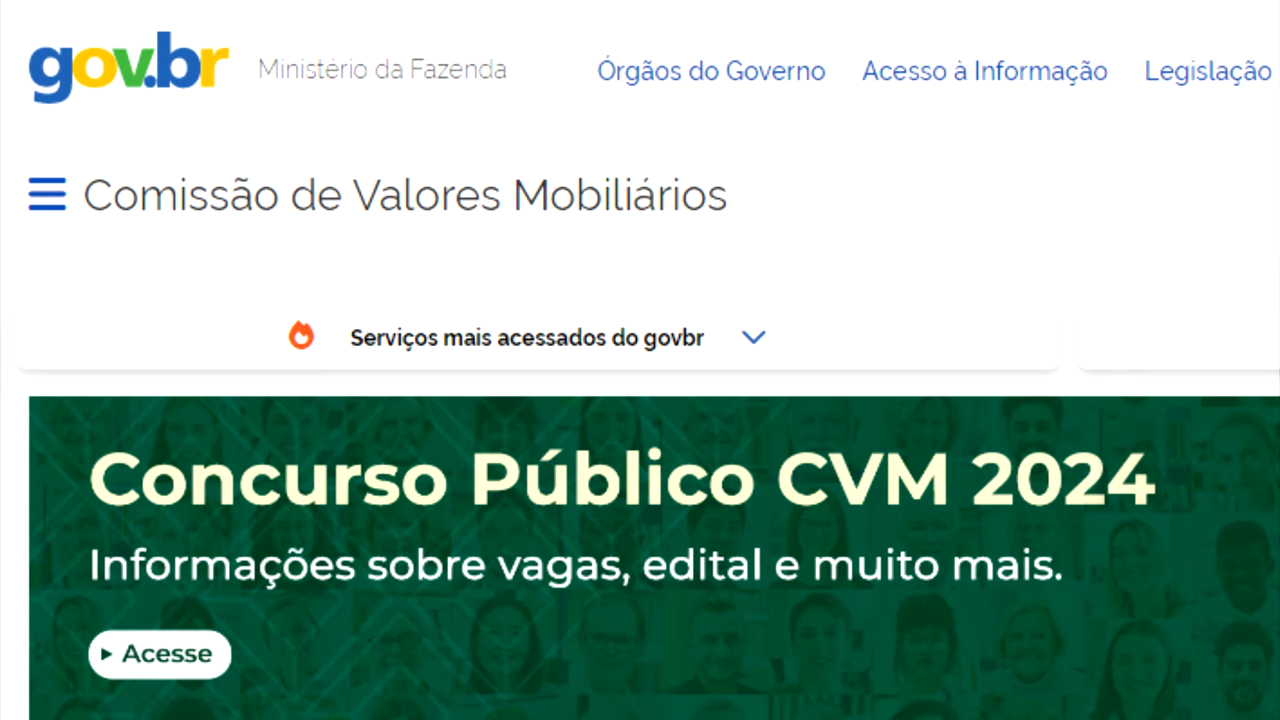 gov.br Ministério da Fazenda Órgãos do Governo Acesso à Informação Legislação
Comissão de Valores Mobiliários
Serviços mais acessados do govbr
Concurso Público CVM 2024
Informações sobre vagas, edital e muito mais.
Acesse